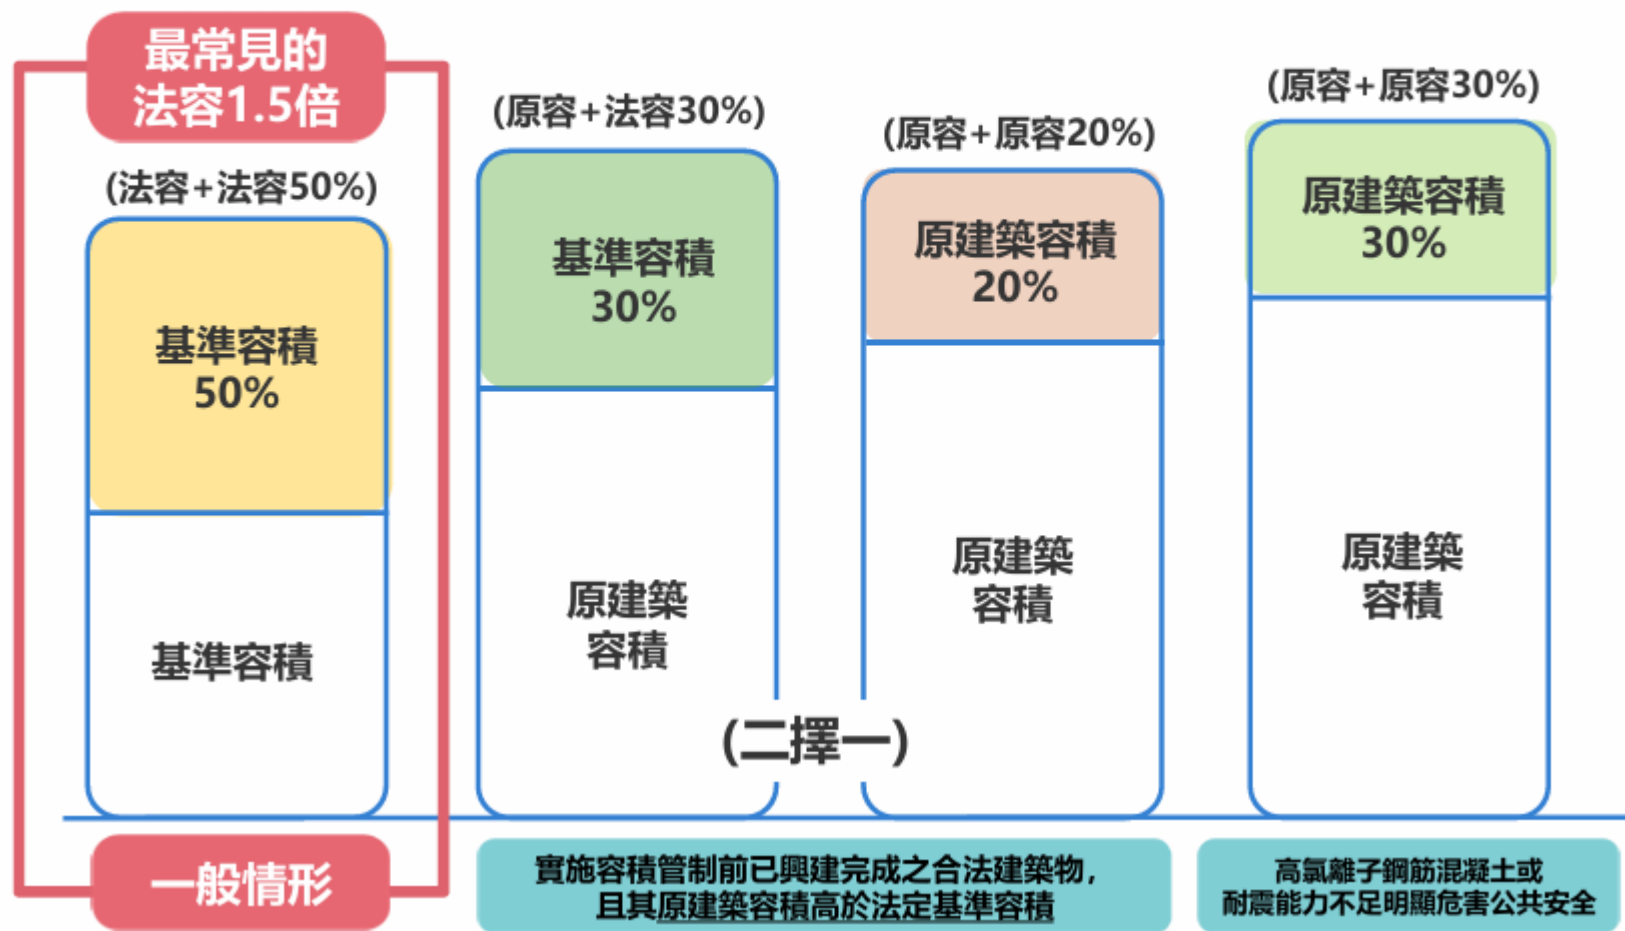 最常見的
法容1.5倍
(法容+法容50%)
基準容積
50%
基準容積
一般情形
(原容+法容30%)
基準容積
30%
原建築
容積
(二擇一)
(原容+原容20%)
原建築容積
20%
原建築
容積
實施容積管制前已興建完成之合法建築物，
且其原建築容積高於法定基準容積
(原容+原容30%)
原建築容積
30%
原建築
容積
高氯離子鋼筋混凝土或
耐震能力不足明顯危害公共安全